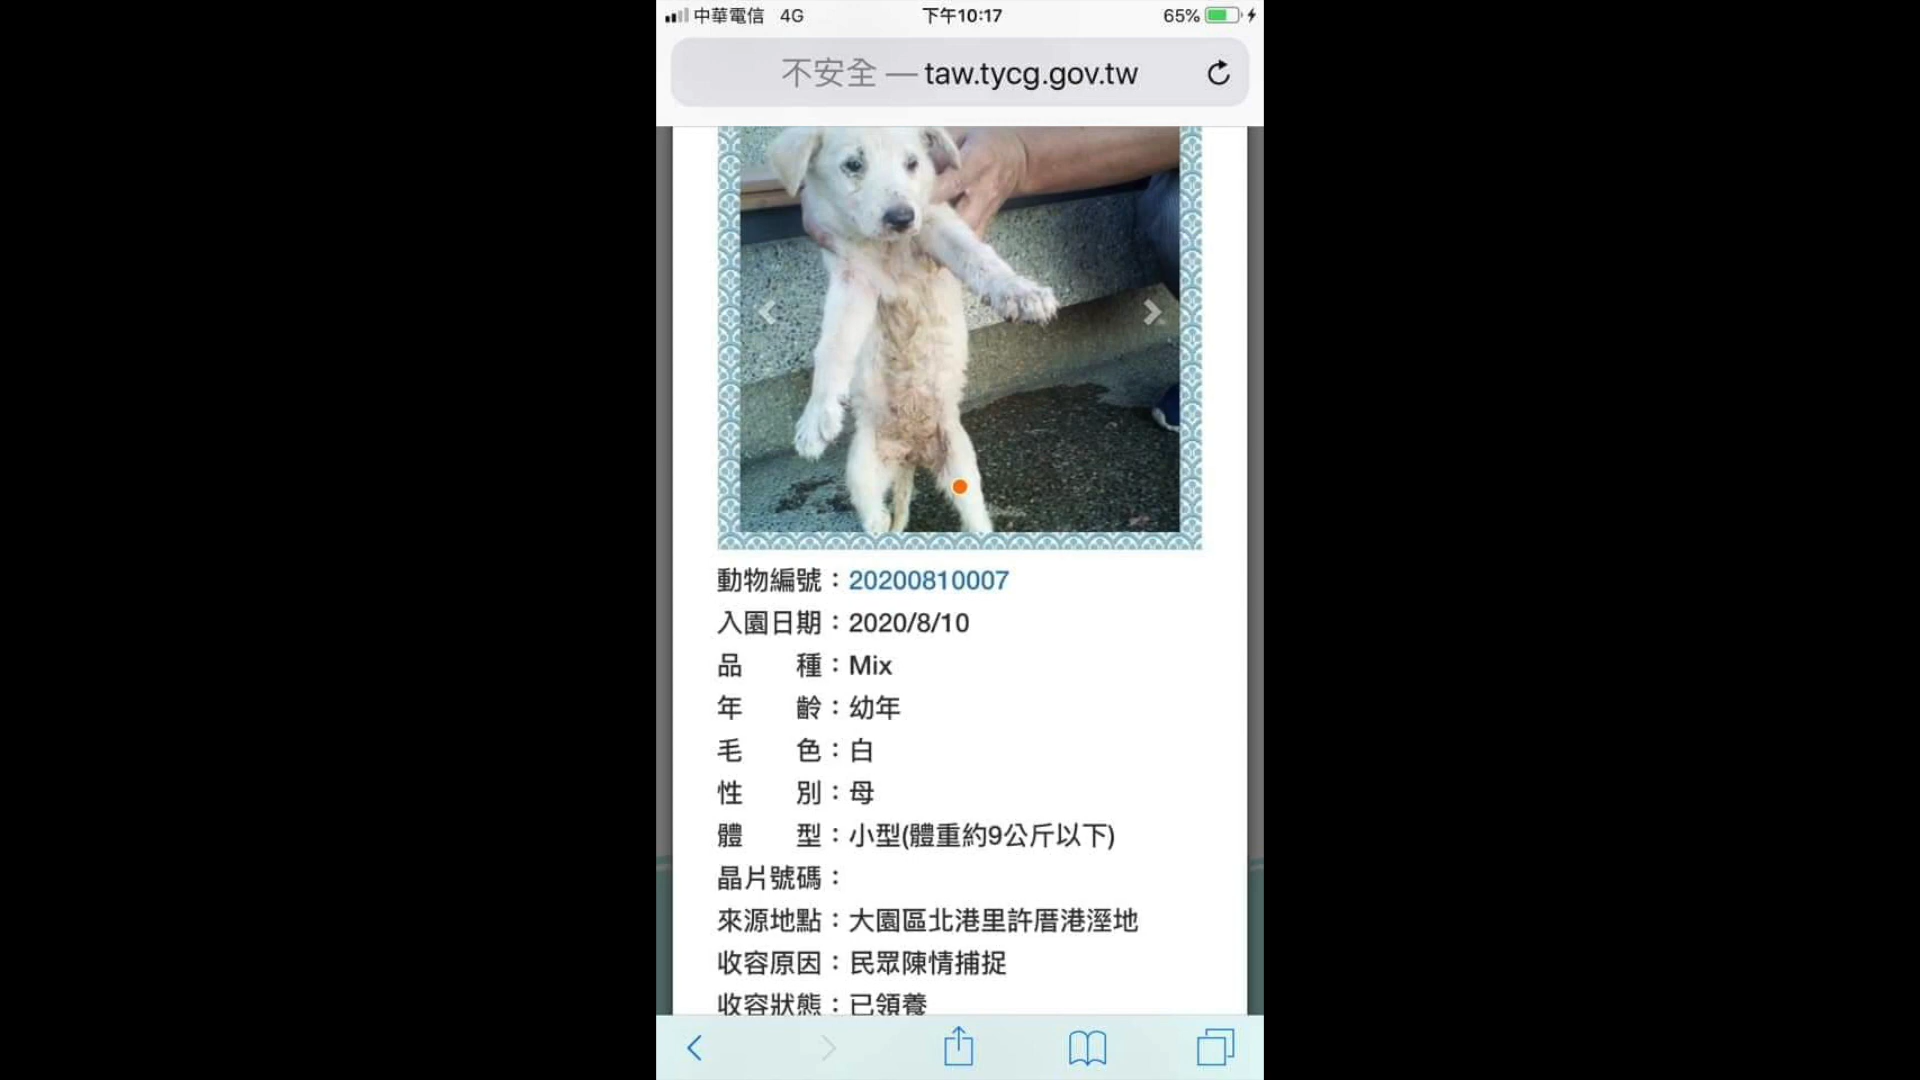 中華電信 4G 下午10:17 65%
不安全 — taw.tycg.gov.tw
動物編號：20200810007
入園日期：2020/8/10
品 種：Mix
年 齡：幼年
毛 色：白
性 別：母
體 型：小型(體重約9公斤以下)
晶片號碼：
來源地點：大園區北港里許厝港溼地
收容原因：民眾陳情捕捉
收容狀態：已領養